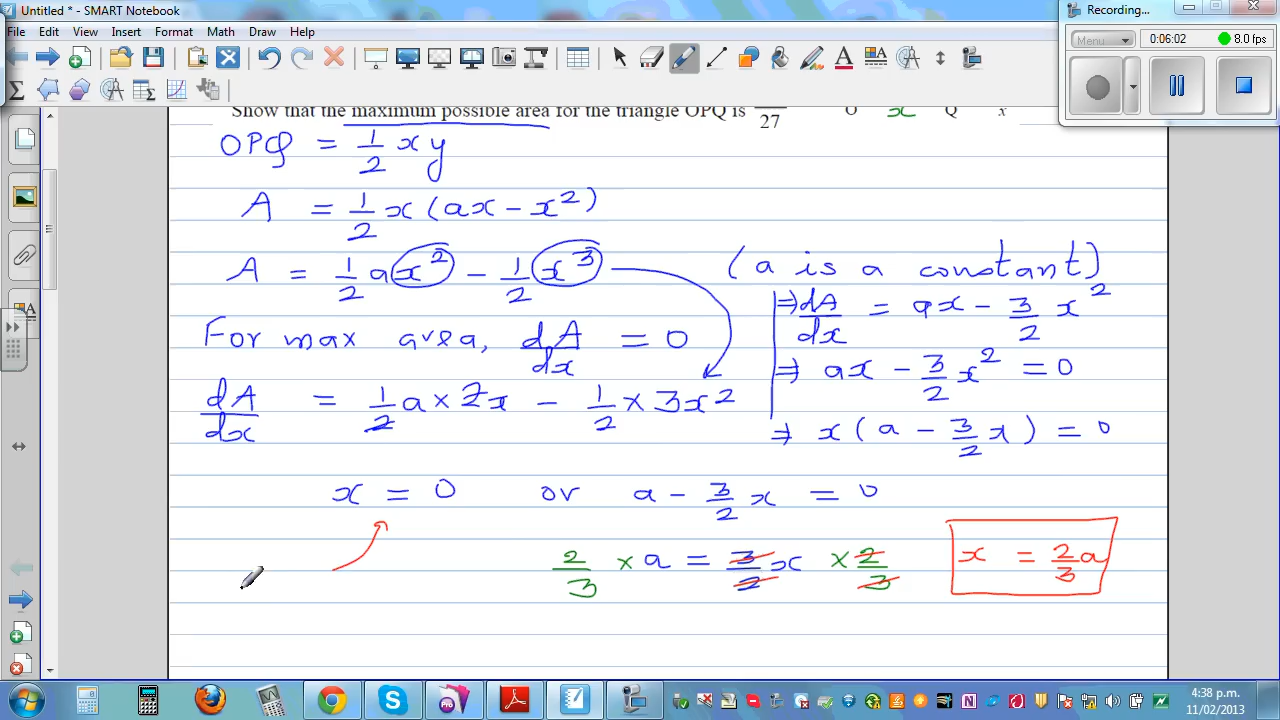 Untitled * - SMART Notebook
File Edit View Insert Format Math Draw Help
Recording...
Menu
0:06:02
8.0 fps
Show that the maximum possible area for the triangle OPQ is 27 O x Q x
OPQ = 1/2 xy
A = 1/2 x (ax - x²)
A = 1/2 ax² - 1/2 x³
(a is a constant)
For max area, dA/dx = 0
dA/dx = 1/2 a × 2x - 1/2 × 3x²
⇒ dA/dx = ax - 3/2 x²
⇒ ax - 3/2 x² = 0
⇒ x (a - 3/2 x) = 0
x = 0 or a - 3/2 x = 0
2/3 × a = 3/2 x × 2/3
x = 2/3 a
4:38 p.m.
11/02/2013